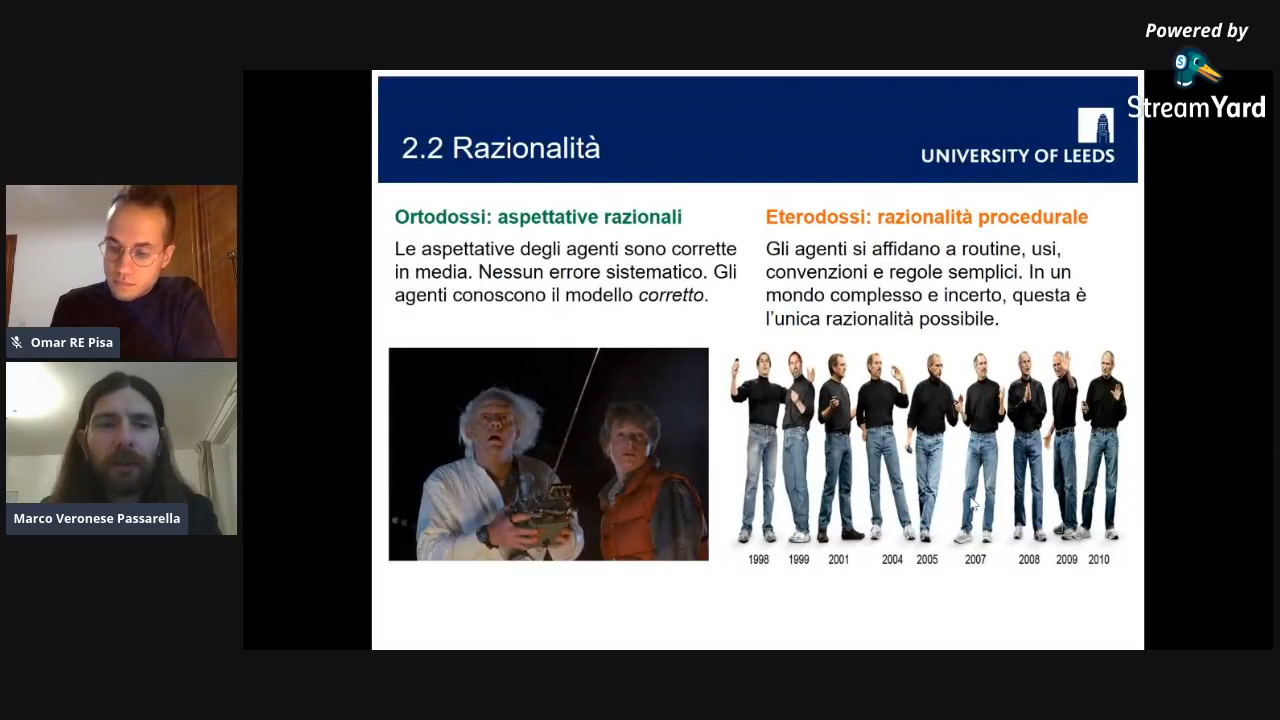 Powered by
StreamYard
2.2 Razionalità
UNIVERSITY OF LEEDS
Ortodossi: aspettative razionali
Le aspettative degli agenti sono corrette
in media. Nessun errore sistematico. Gli
agenti conoscono il modello corretto.
Eterodossi: razionalità procedurale
Gli agenti si affidano a routine, usi,
convenzioni e regole semplici. In un
mondo complesso e incerto, questa è
l'unica razionalità possibile.
1998 1999 2001 2004 2005 2007 2008 2009 2010
Omar RE Pisa
Marco Veronese Passarella